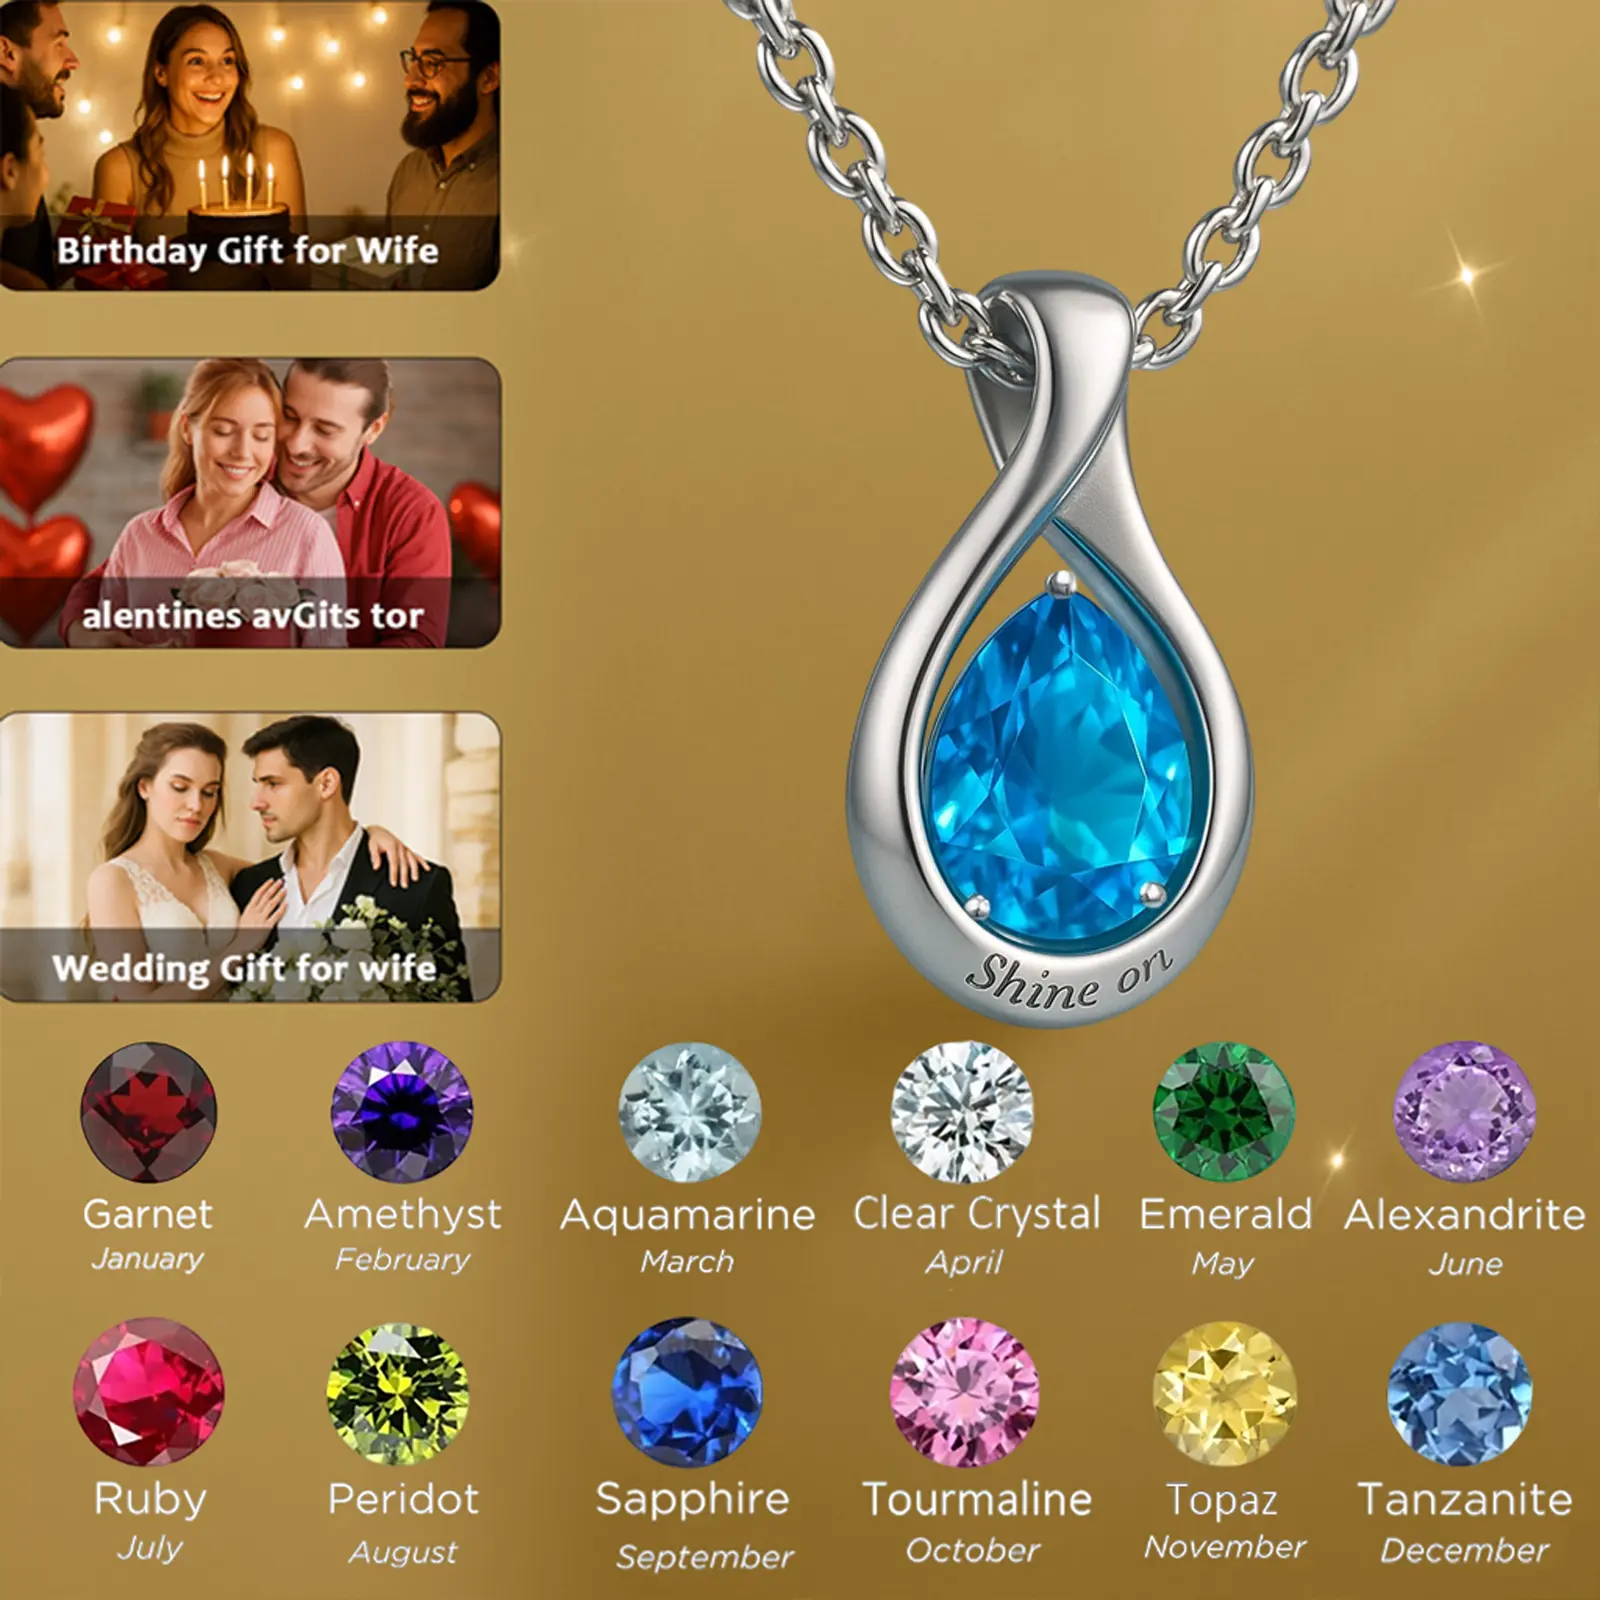 Birthday Gift for Wife
alentines avGits tor
Wedding Gift for wife
Shine on
Garnet
January
Amethyst
February
Aquamarine
March
Clear Crystal
April
Emerald
May
Alexandrite
June
Ruby
July
Peridot
August
Sapphire
September
Tourmaline
October
Topaz
November
Tanzanite
December